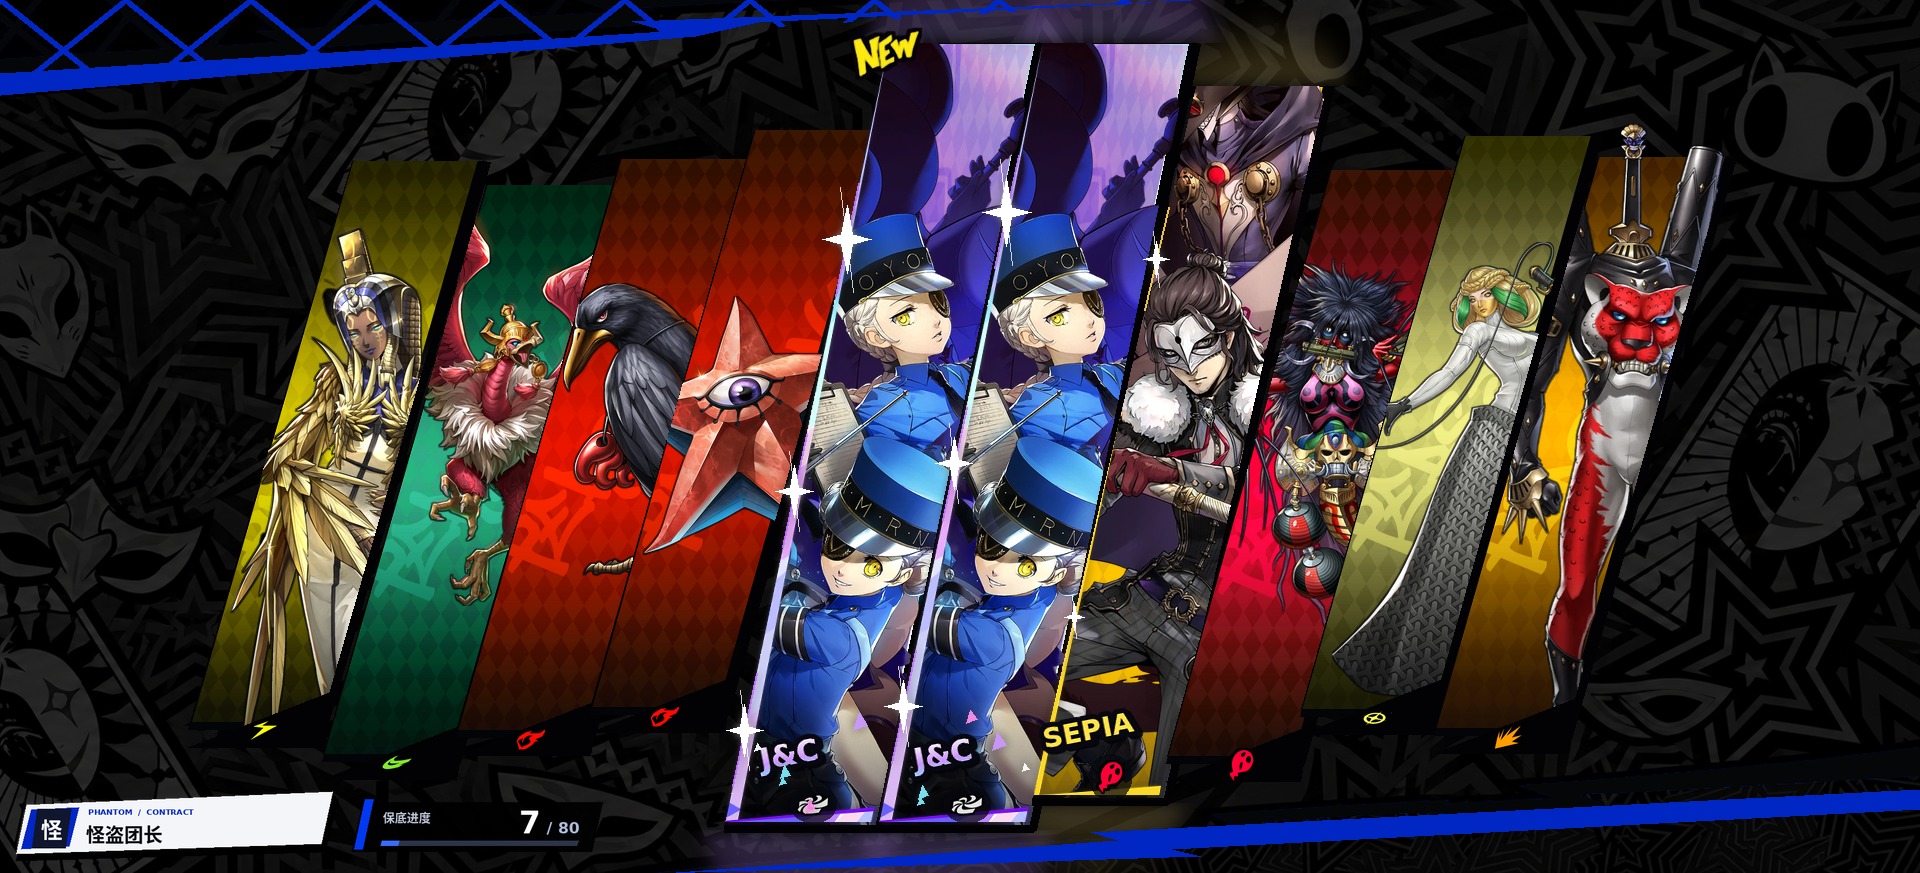 NEW
O·Y·O
O·Y·O
M·R·N
M·R·N
J&C
J&C
SEPIA
怪
PHANTOM / CONTRACT
怪盗团长
保底进度
7 / 80